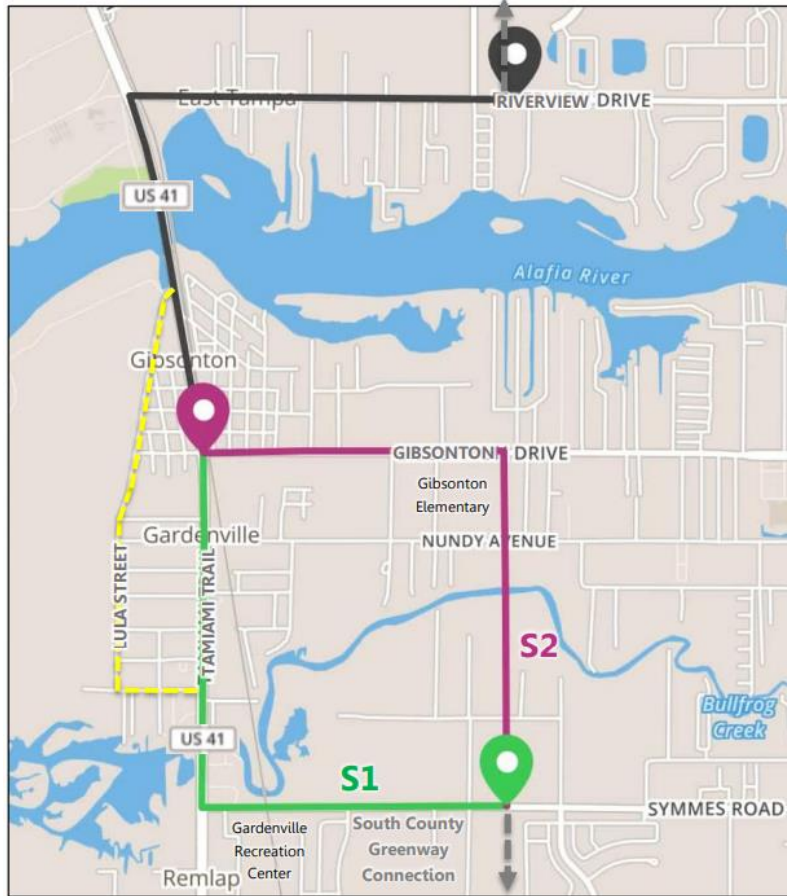 East Tampa
RIVERVIEW DRIVE
US 41
Alafia River
Gibsonton
GIBSONTON DRIVE
Gibsonton
Elementary
Gardenville
NUNDY AVENUE
LULA STREET
TAMIAMI TRAIL
S2
Bullfrog
Creek
US 41
S1
SYMMES ROAD
Gardenville
Recreation
Center
South County
Greenway
Connection
Remlap